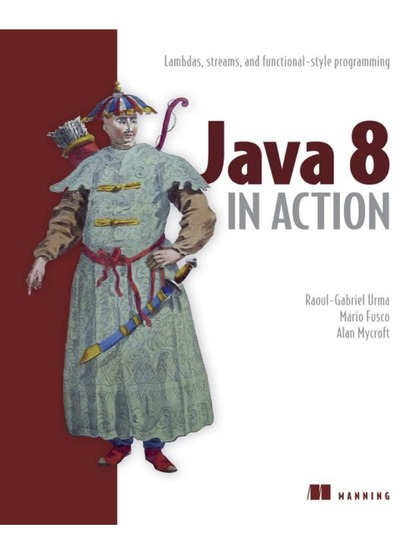 Lambdas, streams, and functional-style programming
Java 8
IN ACTION
Raoul-Gabriel Urma
Mario Fusco
Alan Mycroft
MANNING